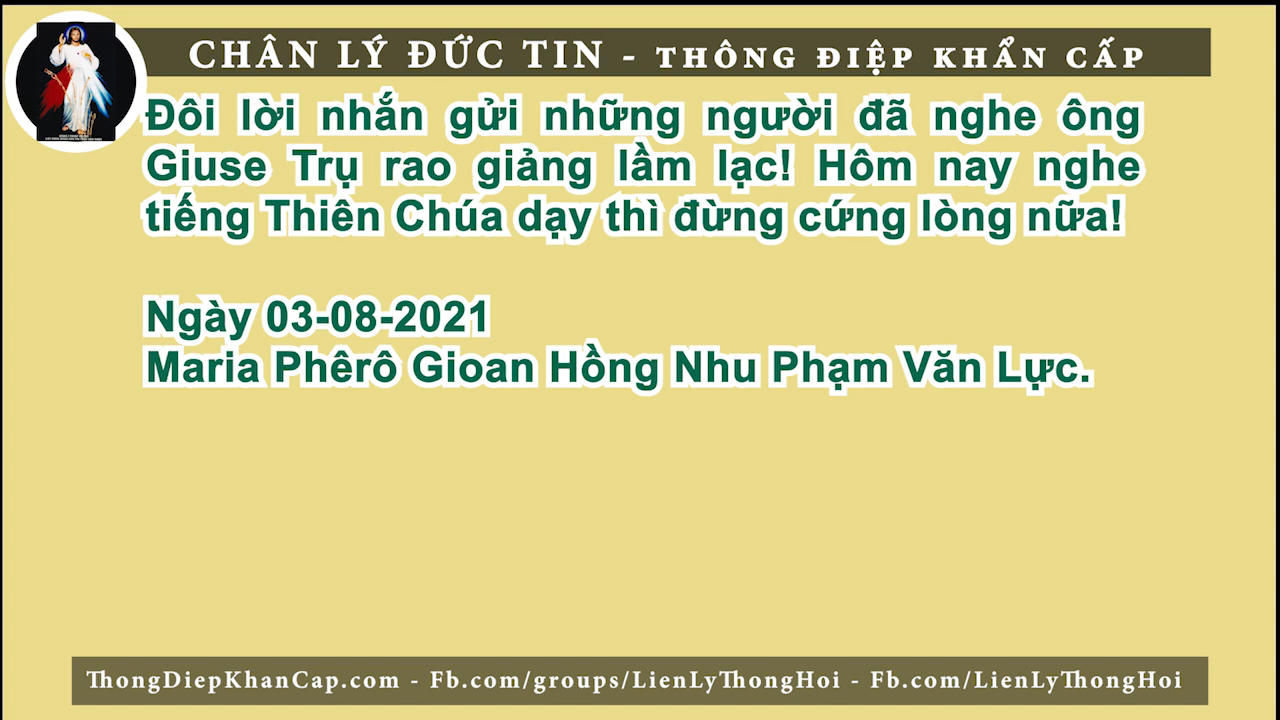 CHÂN LÝ ĐỨC TIN - THÔNG ĐIỆP KHẨN CẤP
Đôi lời nhắn gửi những người đã nghe ông
Giuse Trụ rao giảng lầm lạc! Hôm nay nghe
tiếng Thiên Chúa dạy thì đừng cứng lòng nữa!
Ngày 03-08-2021
Maria Phêrô Gioan Hồng Nhu Phạm Văn Lực.
ThongDiepKhanCap.com - Fb.com/groups/LienLyThongHoi - Fb.com/LienLyThongHoi